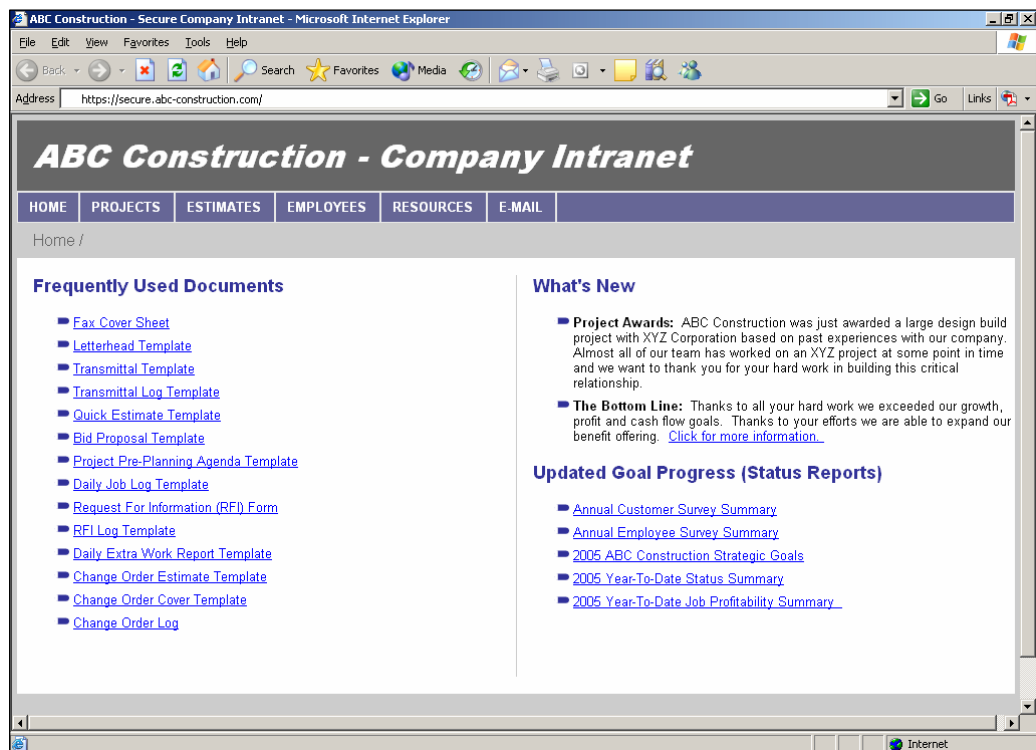 ABC Construction - Secure Company Intranet - Microsoft Internet Explorer
File Edit View Favorites Tools Help
Back Search Favorites Media
Address https://secure.abc-construction.com/ Go Links
ABC Construction - Company Intranet
HOME PROJECTS ESTIMATES EMPLOYEES RESOURCES E-MAIL
Home /
Frequently Used Documents
Fax Cover Sheet
Letterhead Template
Transmittal Template
Transmittal Log Template
Quick Estimate Template
Bid Proposal Template
Project Pre-Planning Agenda Template
Daily Job Log Template
Request For Information (RFI) Form
RFI Log Template
Daily Extra Work Report Template
Change Order Estimate Template
Change Order Cover Template
Change Order Log
What's New
Project Awards: ABC Construction was just awarded a large design build
project with XYZ Corporation based on past experiences with our company.
Almost all of our team has worked on an XYZ project at some point in time
and we want to thank you for your hard work in building this critical
relationship.
The Bottom Line: Thanks to all your hard work we exceeded our growth,
profit and cash flow goals. Thanks to your efforts we are able to expand our
benefit offering. Click for more information.
Updated Goal Progress (Status Reports)
Annual Customer Survey Summary
Annual Employee Survey Summary
2005 ABC Construction Strategic Goals
2005 Year-To-Date Status Summary
2005 Year-To-Date Job Profitability Summary
Internet